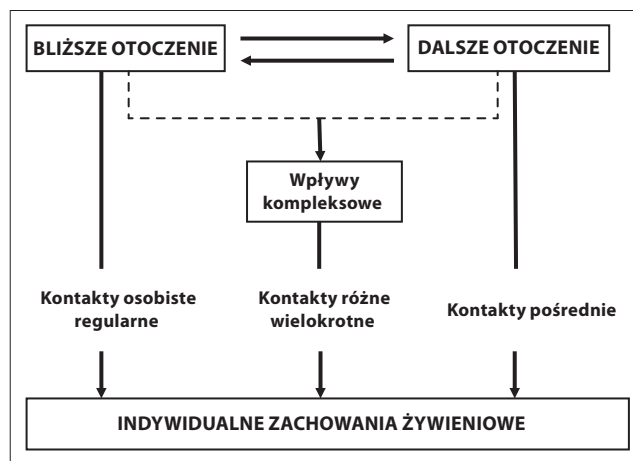 BLIŻSZE OTOCZENIE
DALSZE OTOCZENIE
Wpływy
kompleksowe
Kontakty osobiste
regularne
Kontakty różne
wielokrotne
Kontakty pośrednie
INDYWIDUALNE ZACHOWANIA ŻYWIENIOWE